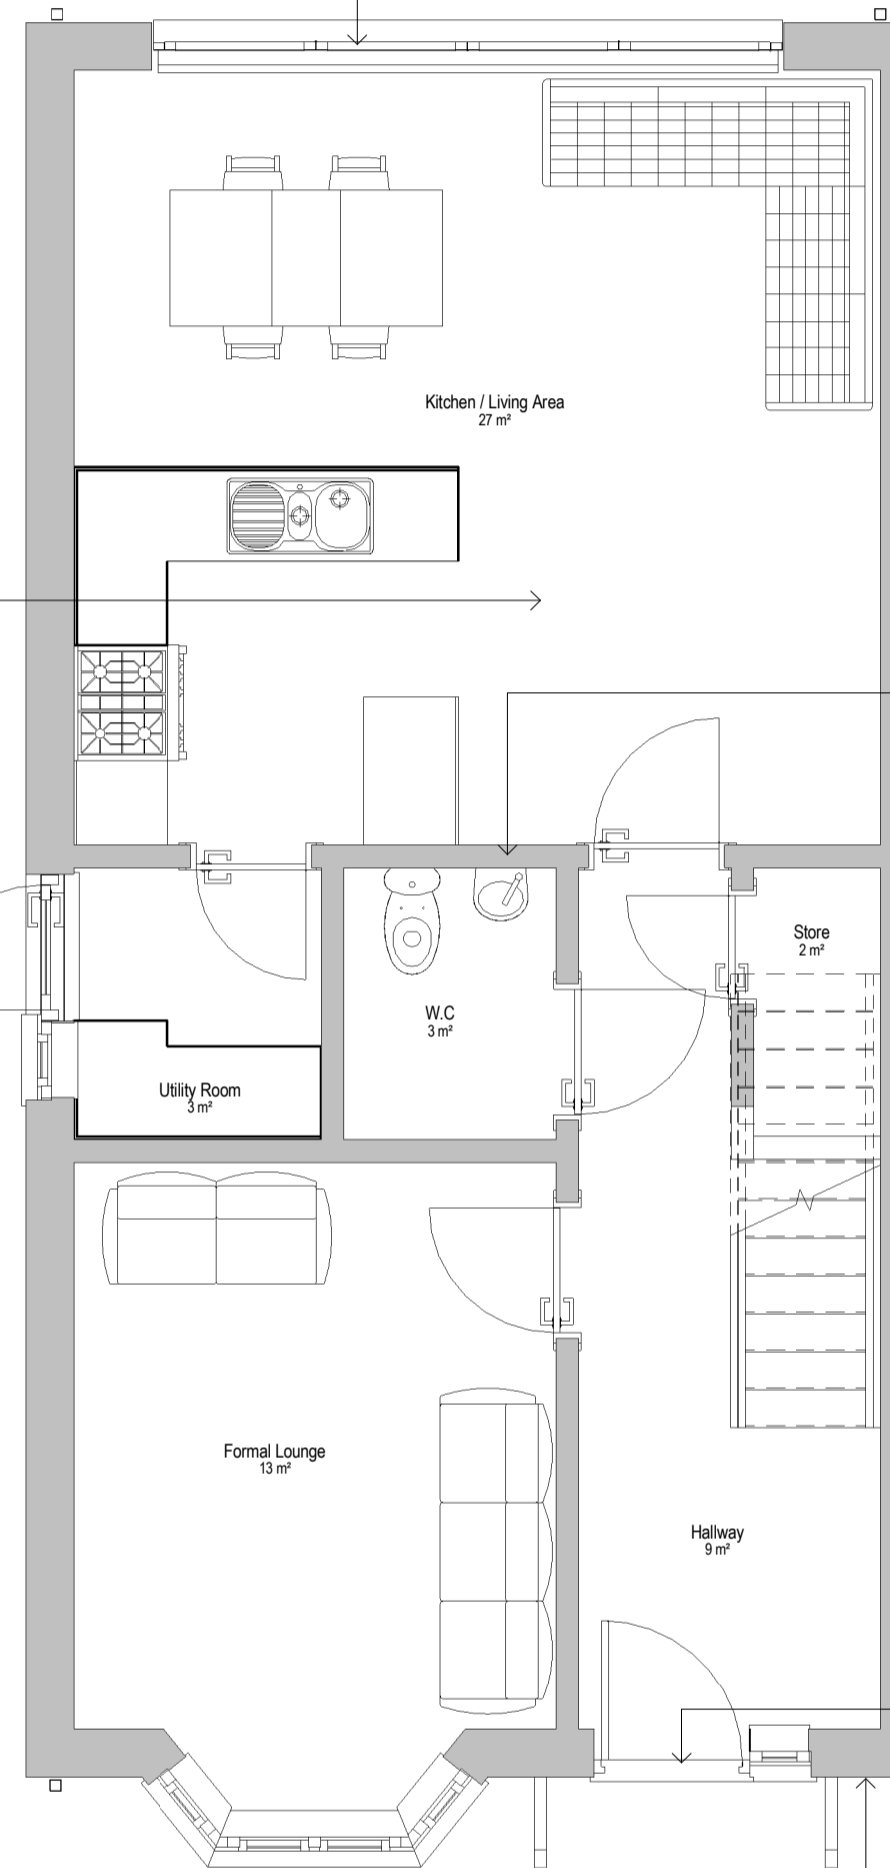 Kitchen / Living Area
27 m²
Store
2 m²
W.C
3 m²
Utility Room
3 m²
Formal Lounge
13 m²
Hallway
9 m²